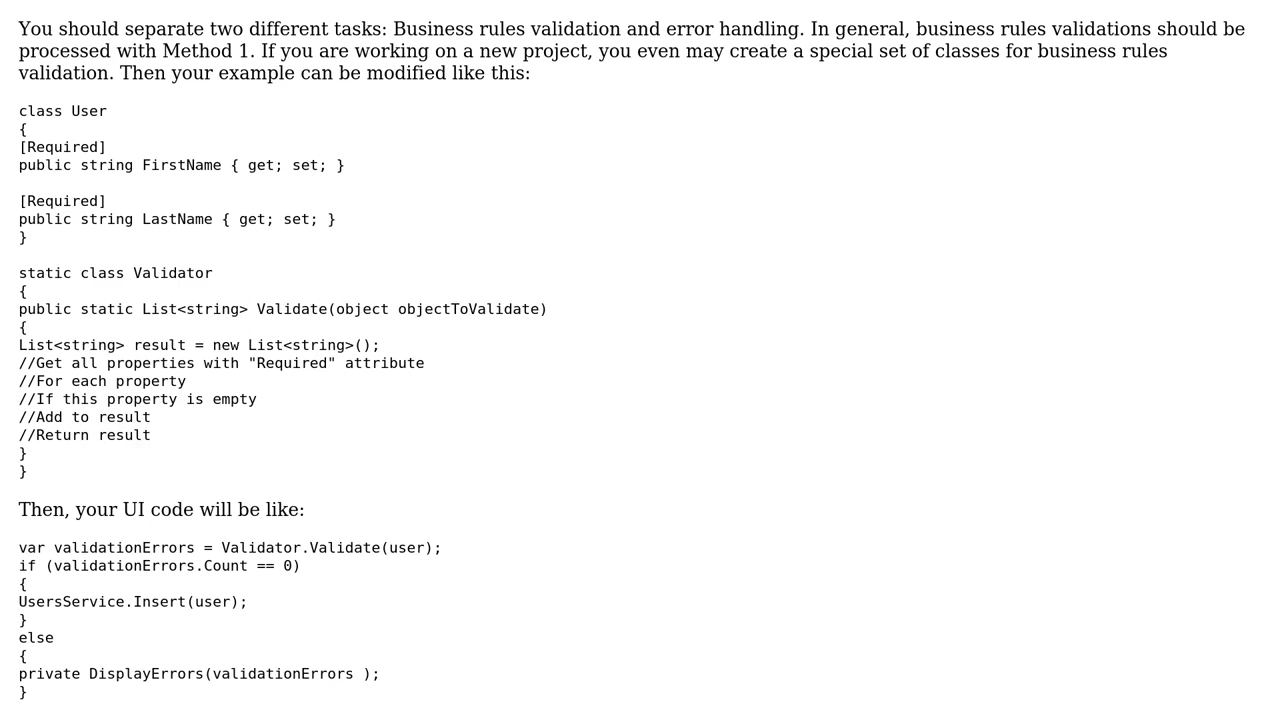 You should separate two different tasks: Business rules validation and error handling. In general, business rules validations should be
processed with Method 1. If you are working on a new project, you even may create a special set of classes for business rules
validation. Then your example can be modified like this:
class User
{
[Required]
public string FirstName { get; set; }
[Required]
public string LastName { get; set; }
}
static class Validator
{
public static List<string> Validate(object objectToValidate)
{
List<string> result = new List<string>();
//Get all properties with "Required" attribute
//For each property
//If this property is empty
//Add to result
//Return result
}
}
Then, your UI code will be like:
var validationErrors = Validator.Validate(user);
if (validationErrors.Count == 0)
{
UsersService.Insert(user);
}
else
{
private DisplayErrors(validationErrors );
}